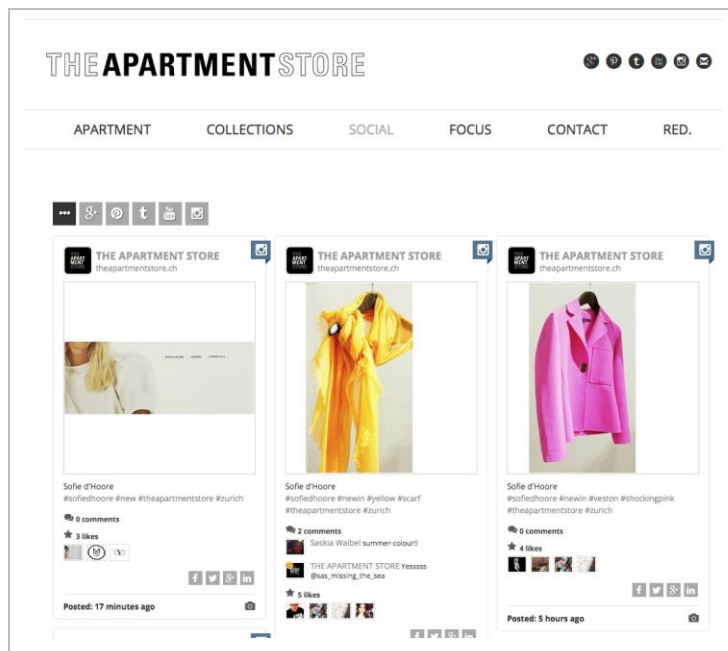 THE APARTMENT STORE
APARTMENT COLLECTIONS SOCIAL FOCUS CONTACT RED.
THE APARTMENT STORE
theapartmentstore.ch
Sofie d'Hoore
#sofiedhoore #new #theapartmentstore #zurich
0 comments
3 likes
Posted: 17 minutes ago
THE APARTMENT STORE
theapartmentstore.ch
Sofie d'Hoore
#sofiedhoore #newin #yellow #scarf
#theapartmentstore #zurich
2 comments
Saskia Waibel summer-colour!!
THE APARTMENT STORE Yesssss
@sas_missing_the_sea
5 likes
THE APARTMENT STORE
theapartmentstore.ch
Sofie d'Hoore
#sofiedhoore #newin #veston #shockingpink
#theapartmentstore #zurich
0 comments
4 likes
Posted: 5 hours ago